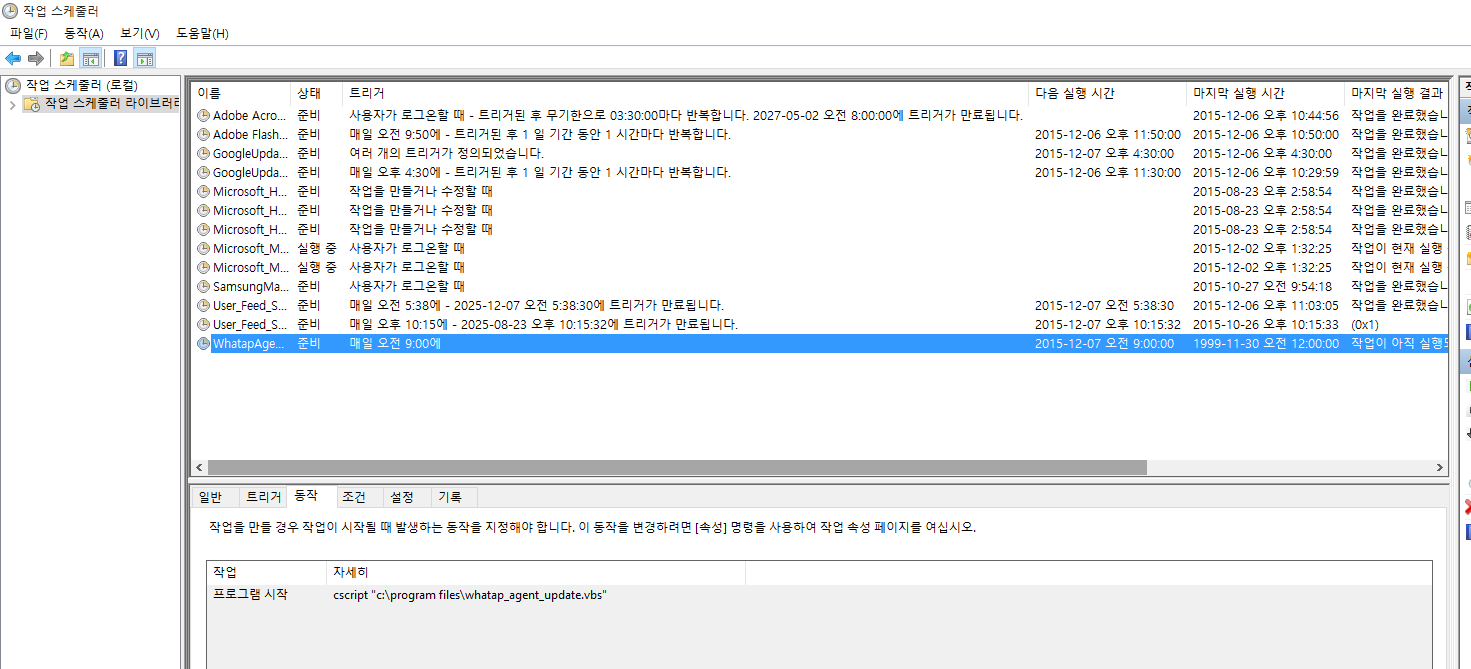 작업 스케줄러
파일(F) 동작(A) 보기(V) 도움말(H)
작업 스케줄러 (로컬)
작업 스케줄러 라이브러리
이름 상태 트리거 다음 실행 시간 마지막 실행 시간 마지막 실행 결과
Adobe Acro... 준비 사용자가 로그온할 때 - 트리거된 후 무기한으로 03:30:00마다 반복합니다. 2027-05-02 오전 8:00:00에 트리거가 만료됩니다. 2015-12-06 오후 10:44:56 작업을 완료했습니
Adobe Flash... 준비 매일 오전 9:50에 - 트리거된 후 1 일 기간 동안 1 시간마다 반복합니다. 2015-12-06 오후 11:50:00 2015-12-06 오후 10:50:00 작업을 완료했습니
GoogleUpda... 준비 여러 개의 트리거가 정의되었습니다. 2015-12-07 오후 4:30:00 2015-12-06 오후 4:30:00 작업을 완료했습니
GoogleUpda... 준비 매일 오후 4:30에 - 트리거된 후 1 일 기간 동안 1 시간마다 반복합니다. 2015-12-06 오후 11:30:00 2015-12-06 오후 10:29:59 작업을 완료했습니
Microsoft_H... 준비 작업을 만들거나 수정할 때 2015-08-23 오후 2:58:54 작업을 완료했습니
Microsoft_H... 준비 작업을 만들거나 수정할 때 2015-08-23 오후 2:58:54 작업을 완료했습니
Microsoft_H... 준비 작업을 만들거나 수정할 때 2015-08-23 오후 2:58:54 작업을 완료했습니
Microsoft_M... 실행 중 사용자가 로그온할 때 2015-12-02 오후 1:32:25 작업이 현재 실행
Microsoft_M... 실행 중 사용자가 로그온할 때 2015-12-02 오후 1:32:25 작업이 현재 실행
SamsungMa... 준비 사용자가 로그온할 때 2015-10-27 오전 9:54:18 작업을 완료했습니
User_Feed_S... 준비 매일 오전 5:38에 - 2025-12-07 오전 5:38:30에 트리거가 만료됩니다. 2015-12-07 오전 5:38:30 2015-12-06 오후 11:03:05 작업을 완료했습니
User_Feed_S... 준비 매일 오후 10:15에 - 2025-08-23 오후 10:15:32에 트리거가 만료됩니다. 2015-12-07 오후 10:15:32 2015-10-26 오후 10:15:33 (0x1)
WhatapAge... 준비 매일 오전 9:00에 2015-12-07 오전 9:00:00 1999-11-30 오전 12:00:00 작업이 아직 실행되
일반 트리거 동작 조건 설정 기록
작업을 만들 경우 작업이 시작될 때 발생하는 동작을 지정해야 합니다. 이 동작을 변경하려면 [속성] 명령을 사용하여 작업 속성 페이지를 여십시오.
작업 자세히
프로그램 시작 cscript "c:\program files\whatap_agent_update.vbs"